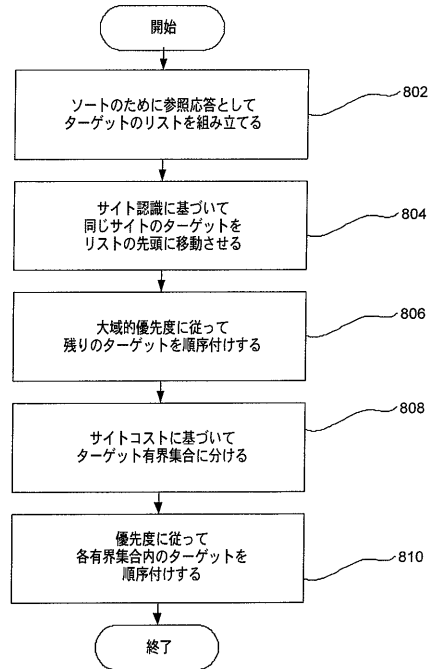 開始
ソートのために参照応答として
ターゲットのリストを組み立てる
802
サイト認識に基づいて
同じサイトのターゲットを
リストの先頭に移動させる
804
大域的優先度に従って
残りのターゲットを順序付けする
806
サイトコストに基づいて
ターゲット有界集合に分ける
808
優先度に従って
各有界集合内のターゲットを
順序付けする
810
終了